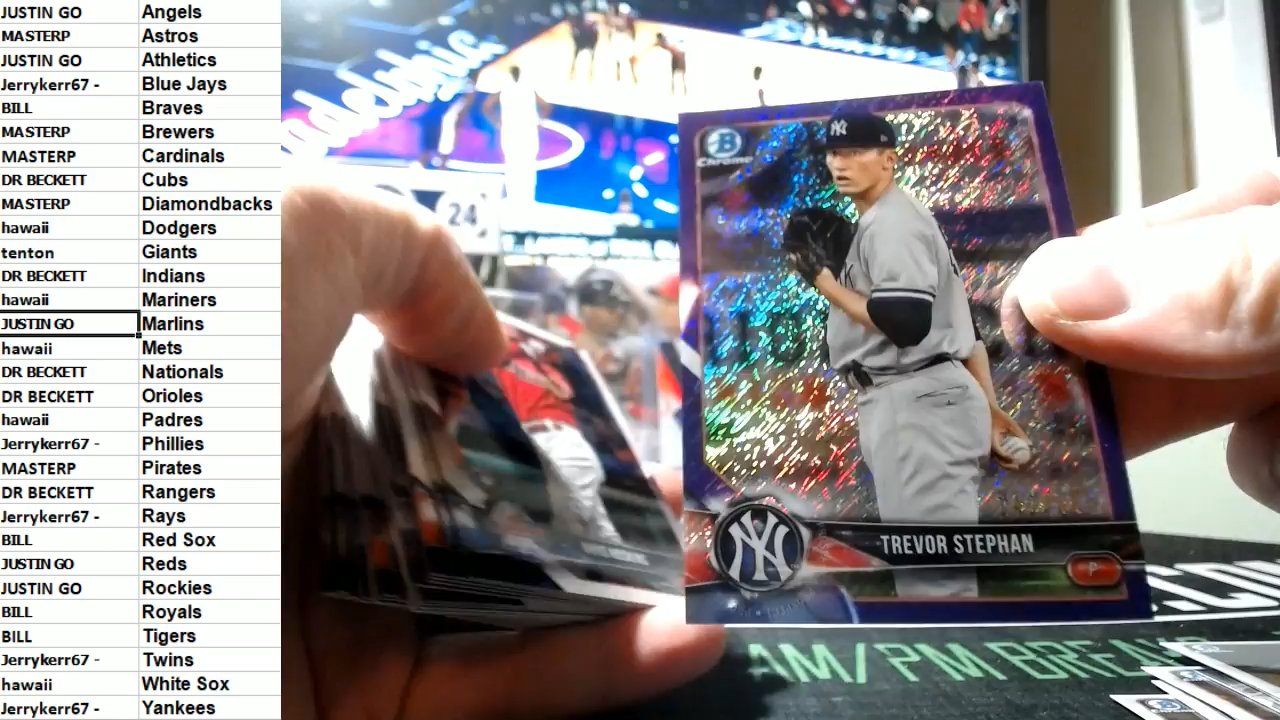 JUSTIN GO Angels
MASTERP Astros
JUSTIN GO Athletics
Jerrykerr67 - Blue Jays
BILL Braves
MASTERP Brewers
MASTERP Cardinals
DR BECKETT Cubs
MASTERP Diamondbacks
hawaii Dodgers
tenton Giants
DR BECKETT Indians
hawaii Mariners
JUSTIN GO Marlins
hawaii Mets
DR BECKETT Nationals
DR BECKETT Orioles
hawaii Padres
Jerrykerr67 - Phillies
MASTERP Pirates
DR BECKETT Rangers
Jerrykerr67 - Rays
BILL Red Sox
JUSTIN GO Reds
JUSTIN GO Rockies
BILL Royals
BILL Tigers
Jerrykerr67 - Twins
hawaii White Sox
Jerrykerr67 - Yankees
24
B
Chrome
NY
NY
TREVOR STEPHAN
P
.CO
AM/PM BREA